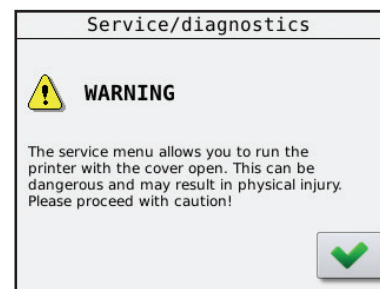 Service/diagnostics
WARNING
The service menu allows you to run the
printer with the cover open. This can be
dangerous and may result in physical injury.
Please proceed with caution!